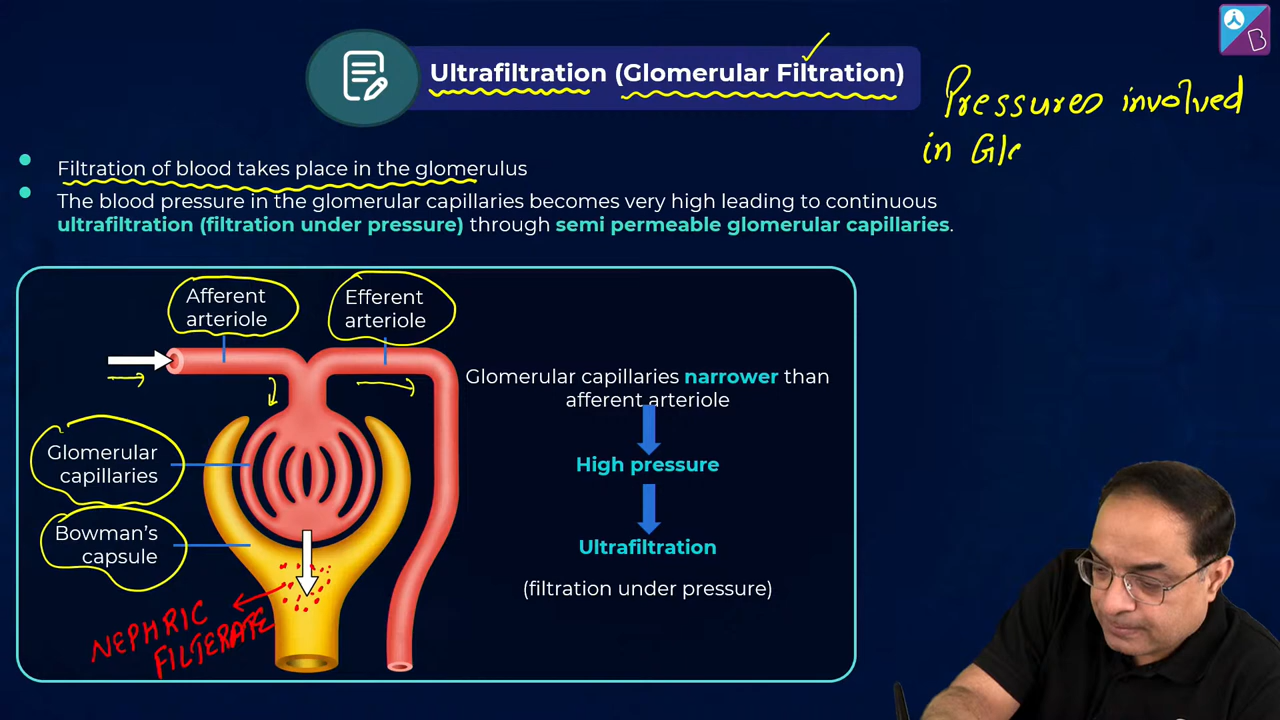 Ultrafiltration (Glomerular Filtration)
Pressures involved
in Glo
Filtration of blood takes place in the glomerulus
The blood pressure in the glomerular capillaries becomes very high leading to continuous
ultrafiltration (filtration under pressure) through semi permeable glomerular capillaries.
Afferent
arteriole
Efferent
arteriole
Glomerular
capillaries
Bowman's
capsule
NEPHRIC
FILTERATE
Glomerular capillaries narrower than
afferent arteriole
High pressure
Ultrafiltration
(filtration under pressure)
B